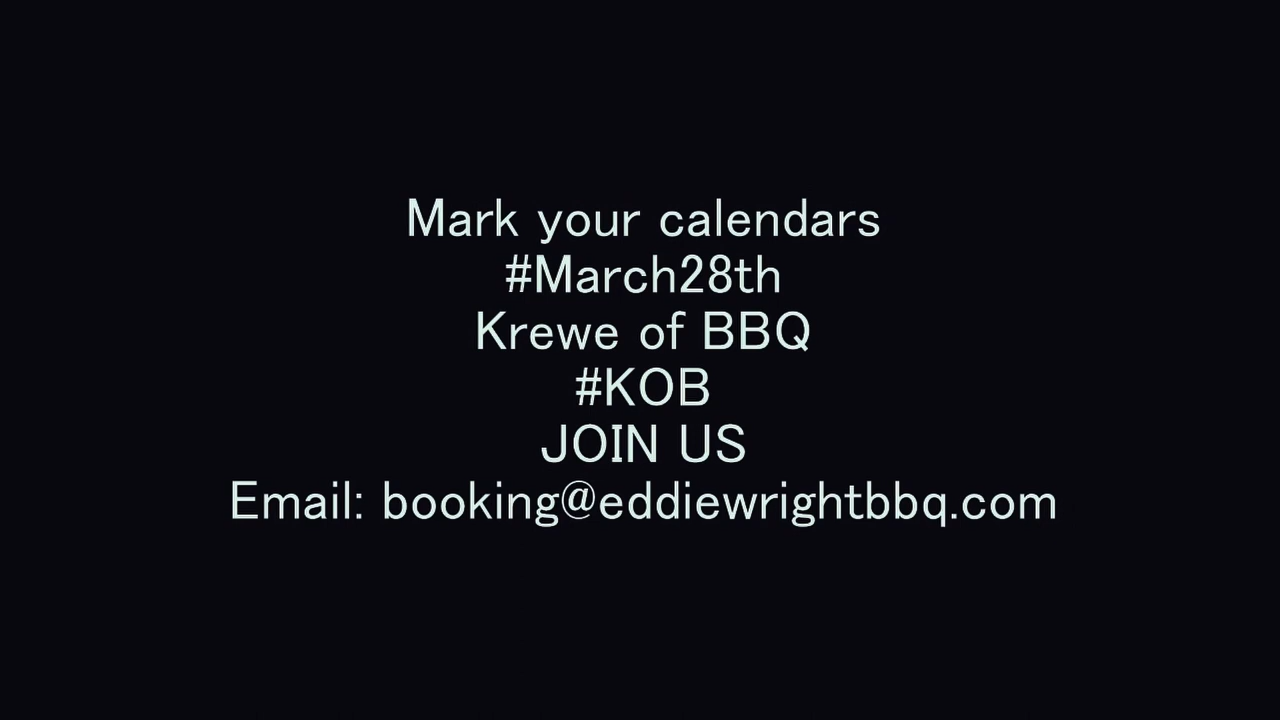 Mark your calendars
#March28th
Krewe of BBQ
#KOB
JOIN US
Email: booking@eddiewrightbbq.com